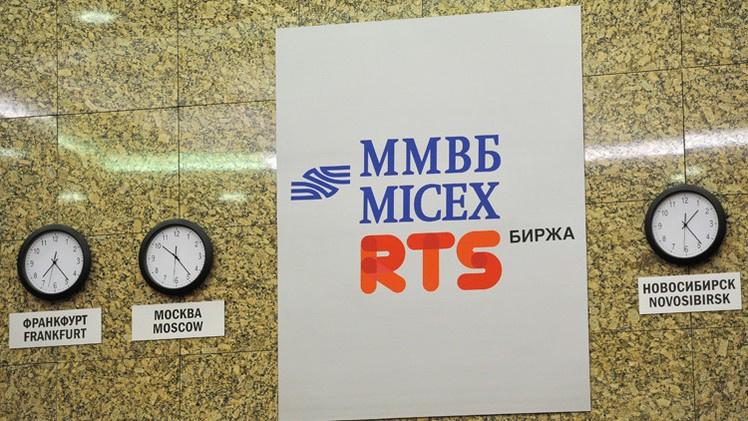 ММВБ
MICEX
RTS БИРЖА
ФРАНКФУРТ
FRANKFURT
МОСКВА
MOSCOW
НОВОСИБИРСК
NOVOSIBIRSK